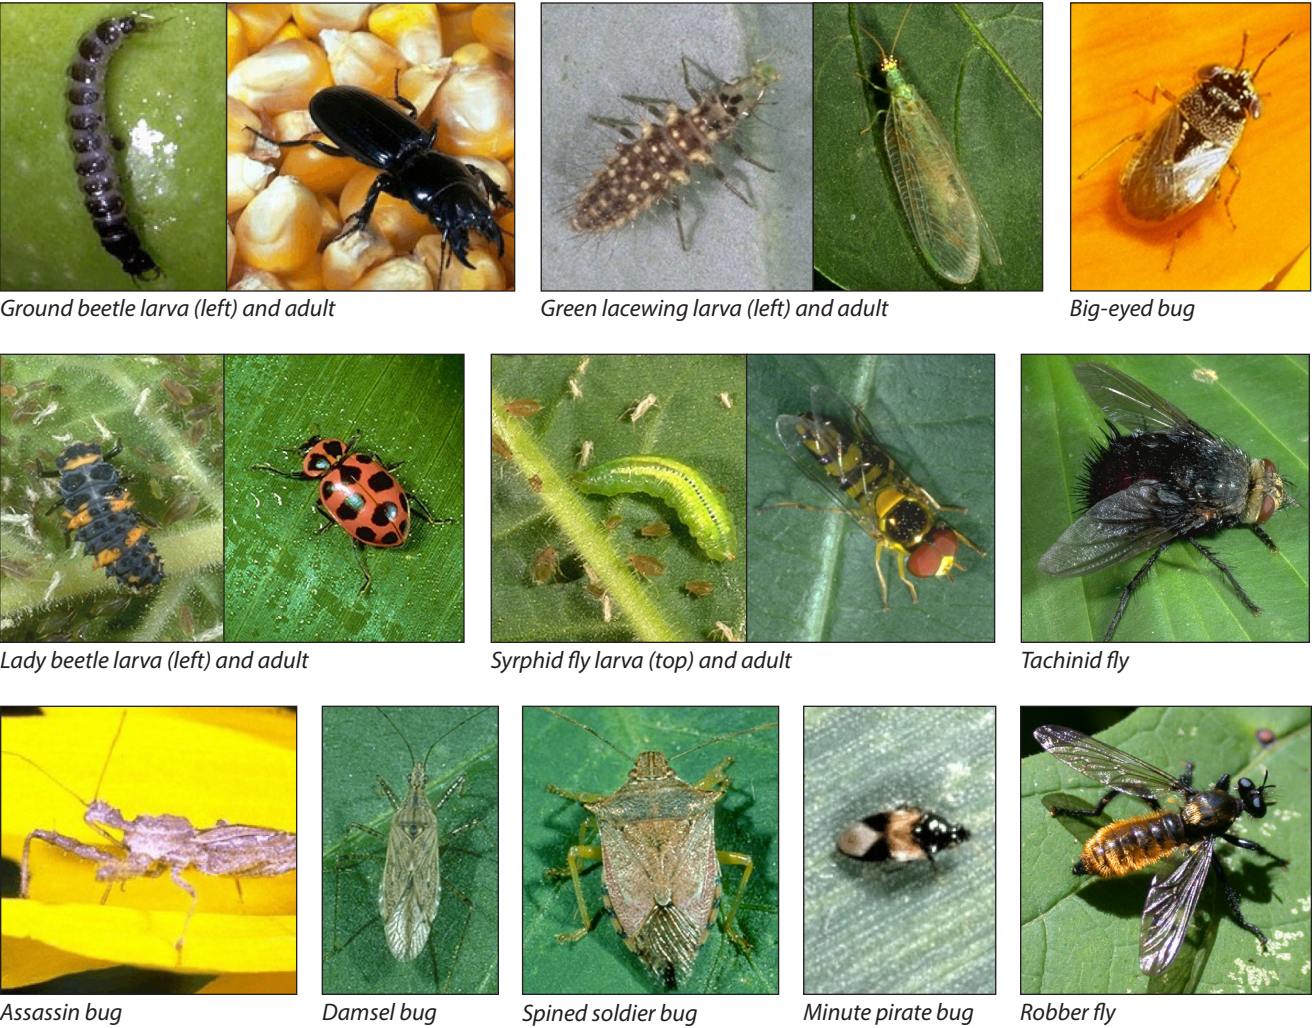 Ground beetle larva (left) and adult
Green lacewing larva (left) and adult
Big-eyed bug
Lady beetle larva (left) and adult
Syrphid fly larva (top) and adult
Tachinid fly
Assassin bug
Damsel bug
Spined soldier bug
Minute pirate bug
Robber fly